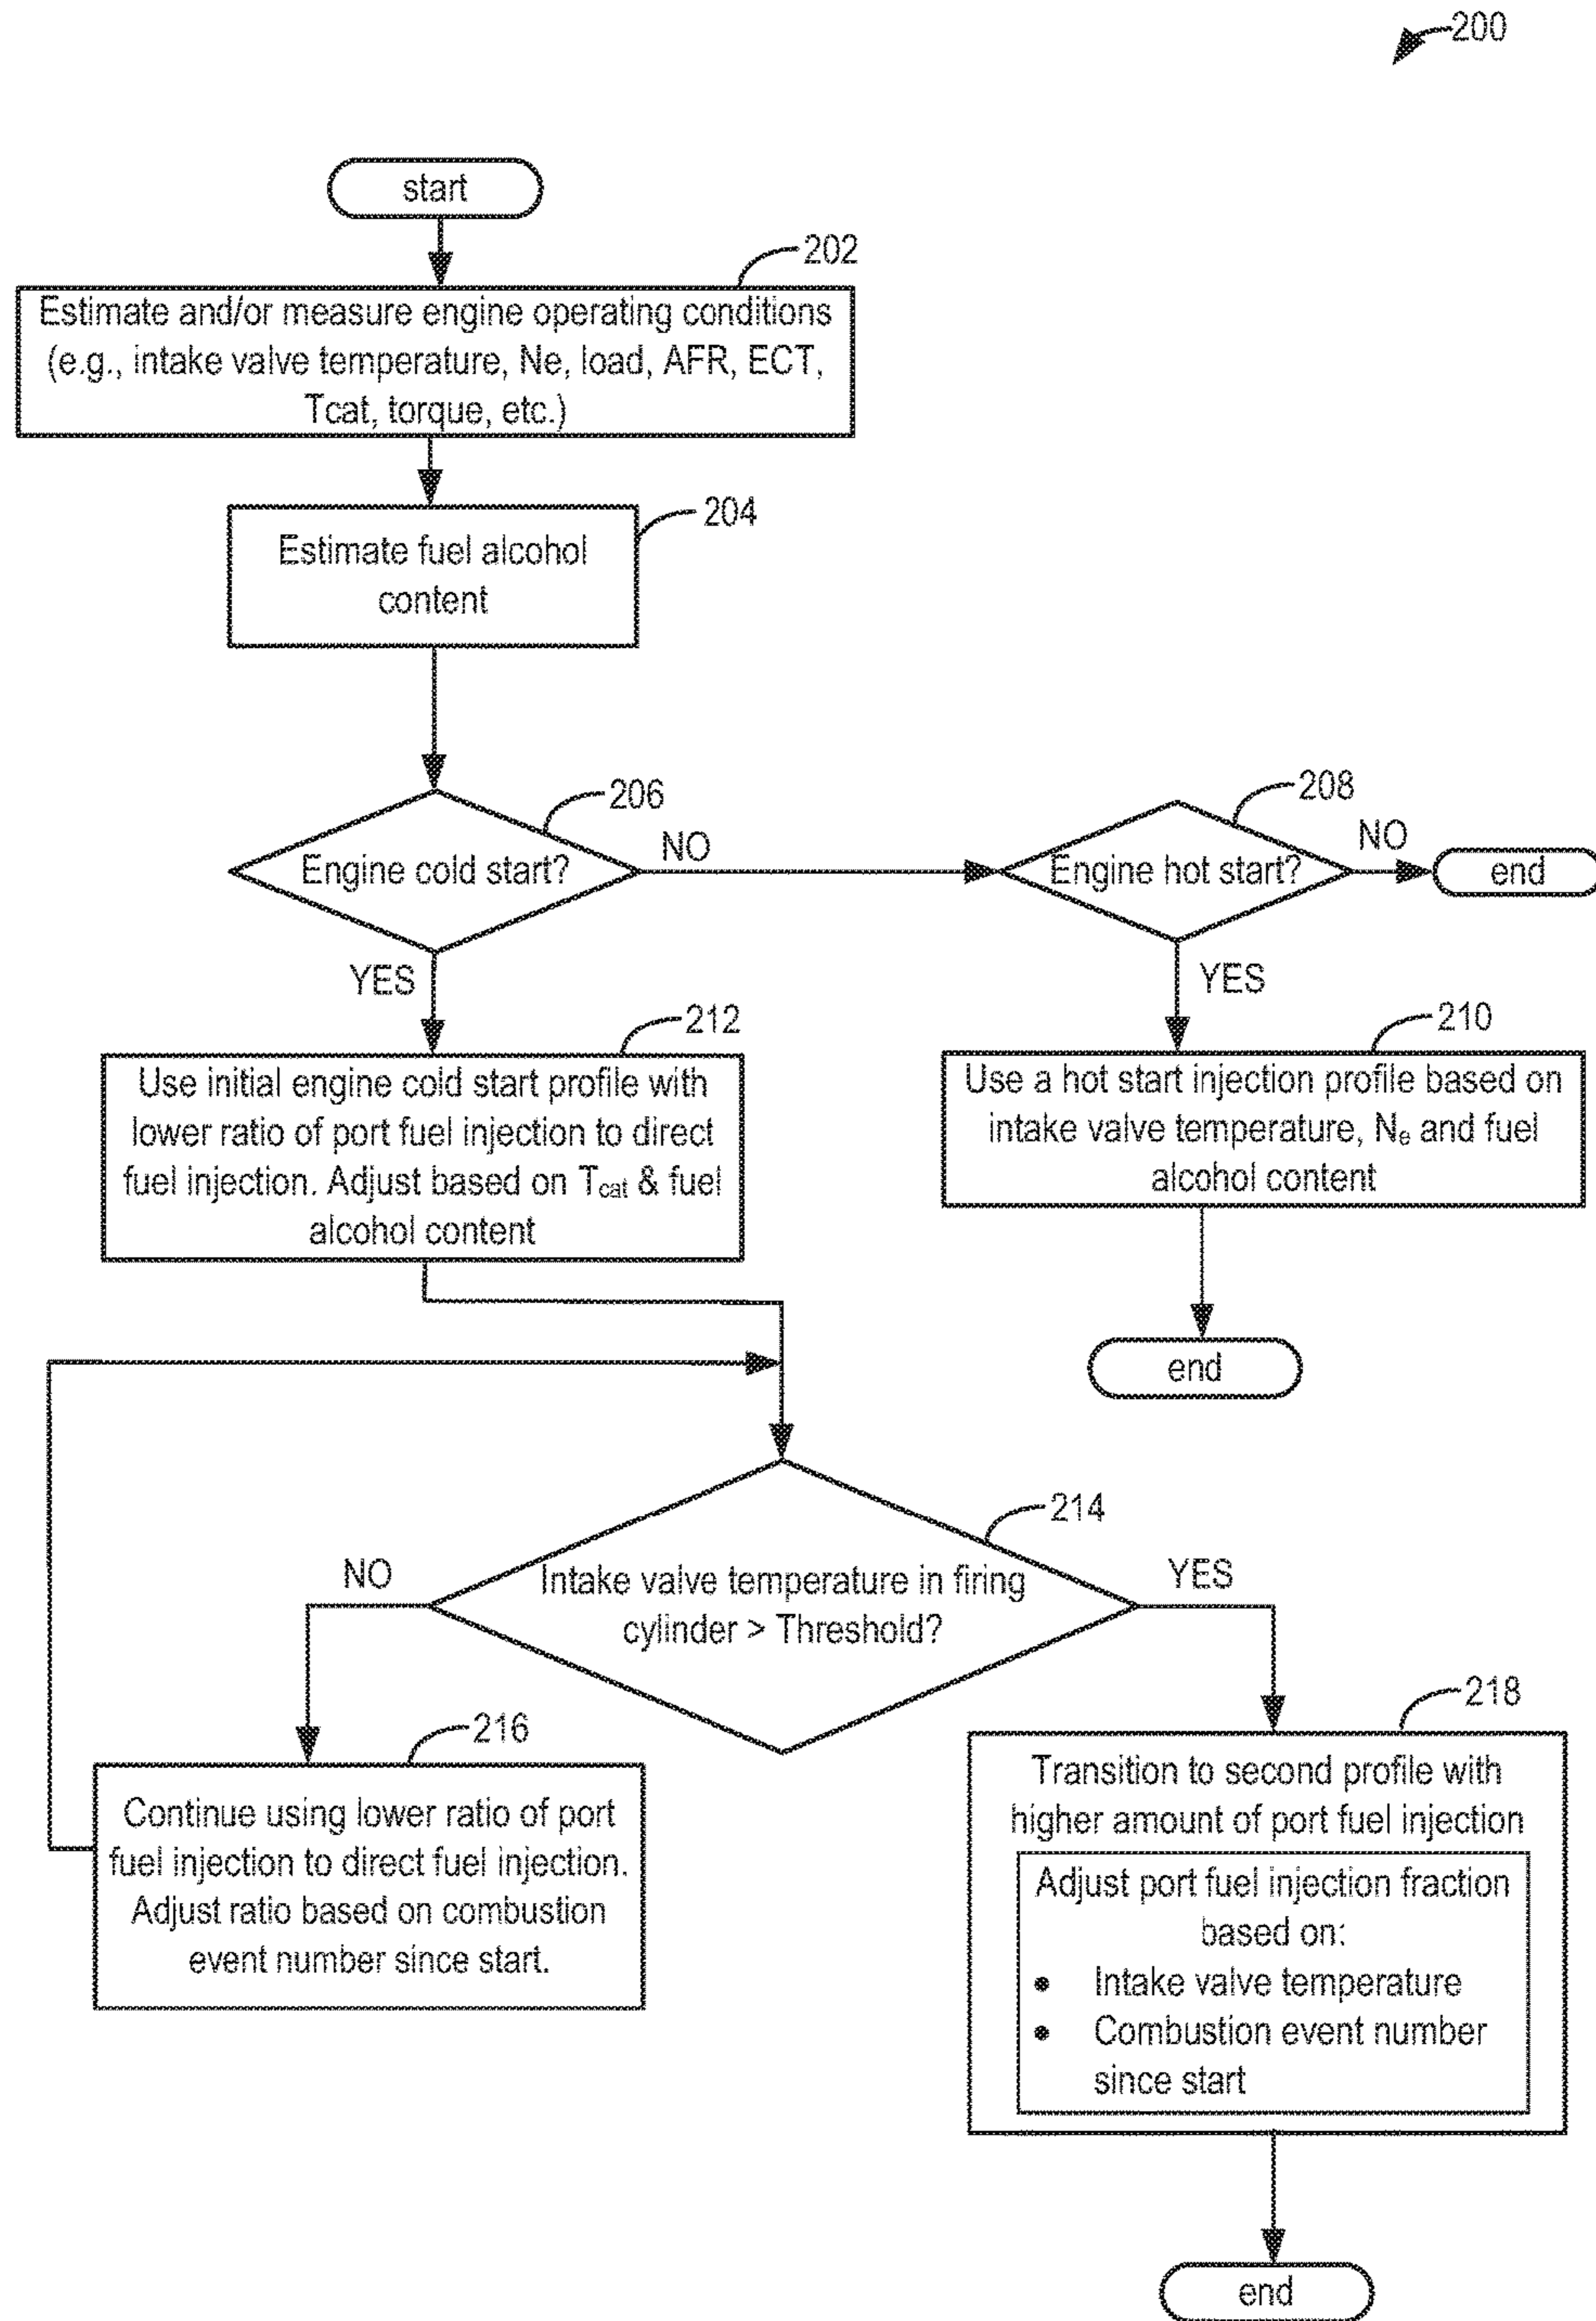 200
start
202
Estimate and/or measure engine operating conditions
(e.g., intake valve temperature, Ne, load, AFR, ECT,
Tcat, torque, etc.)
204
Estimate fuel alcohol
content
206
Engine cold start?
NO
208
Engine hot start?
NO
end
YES
YES
212
Use initial engine cold start profile with
lower ratio of port fuel injection to direct
fuel injection. Adjust based on Tcat & fuel
alcohol content
210
Use a hot start injection profile based on
intake valve temperature, Ne and fuel
alcohol content
end
214
Intake valve temperature in firing
cylinder > Threshold?
NO
YES
216
Continue using lower ratio of port
fuel injection to direct fuel injection.
Adjust ratio based on combustion
event number since start.
218
Transition to second profile with
higher amount of port fuel injection
Adjust port fuel injection fraction
based on:
• Intake valve temperature
• Combustion event number
since start
end